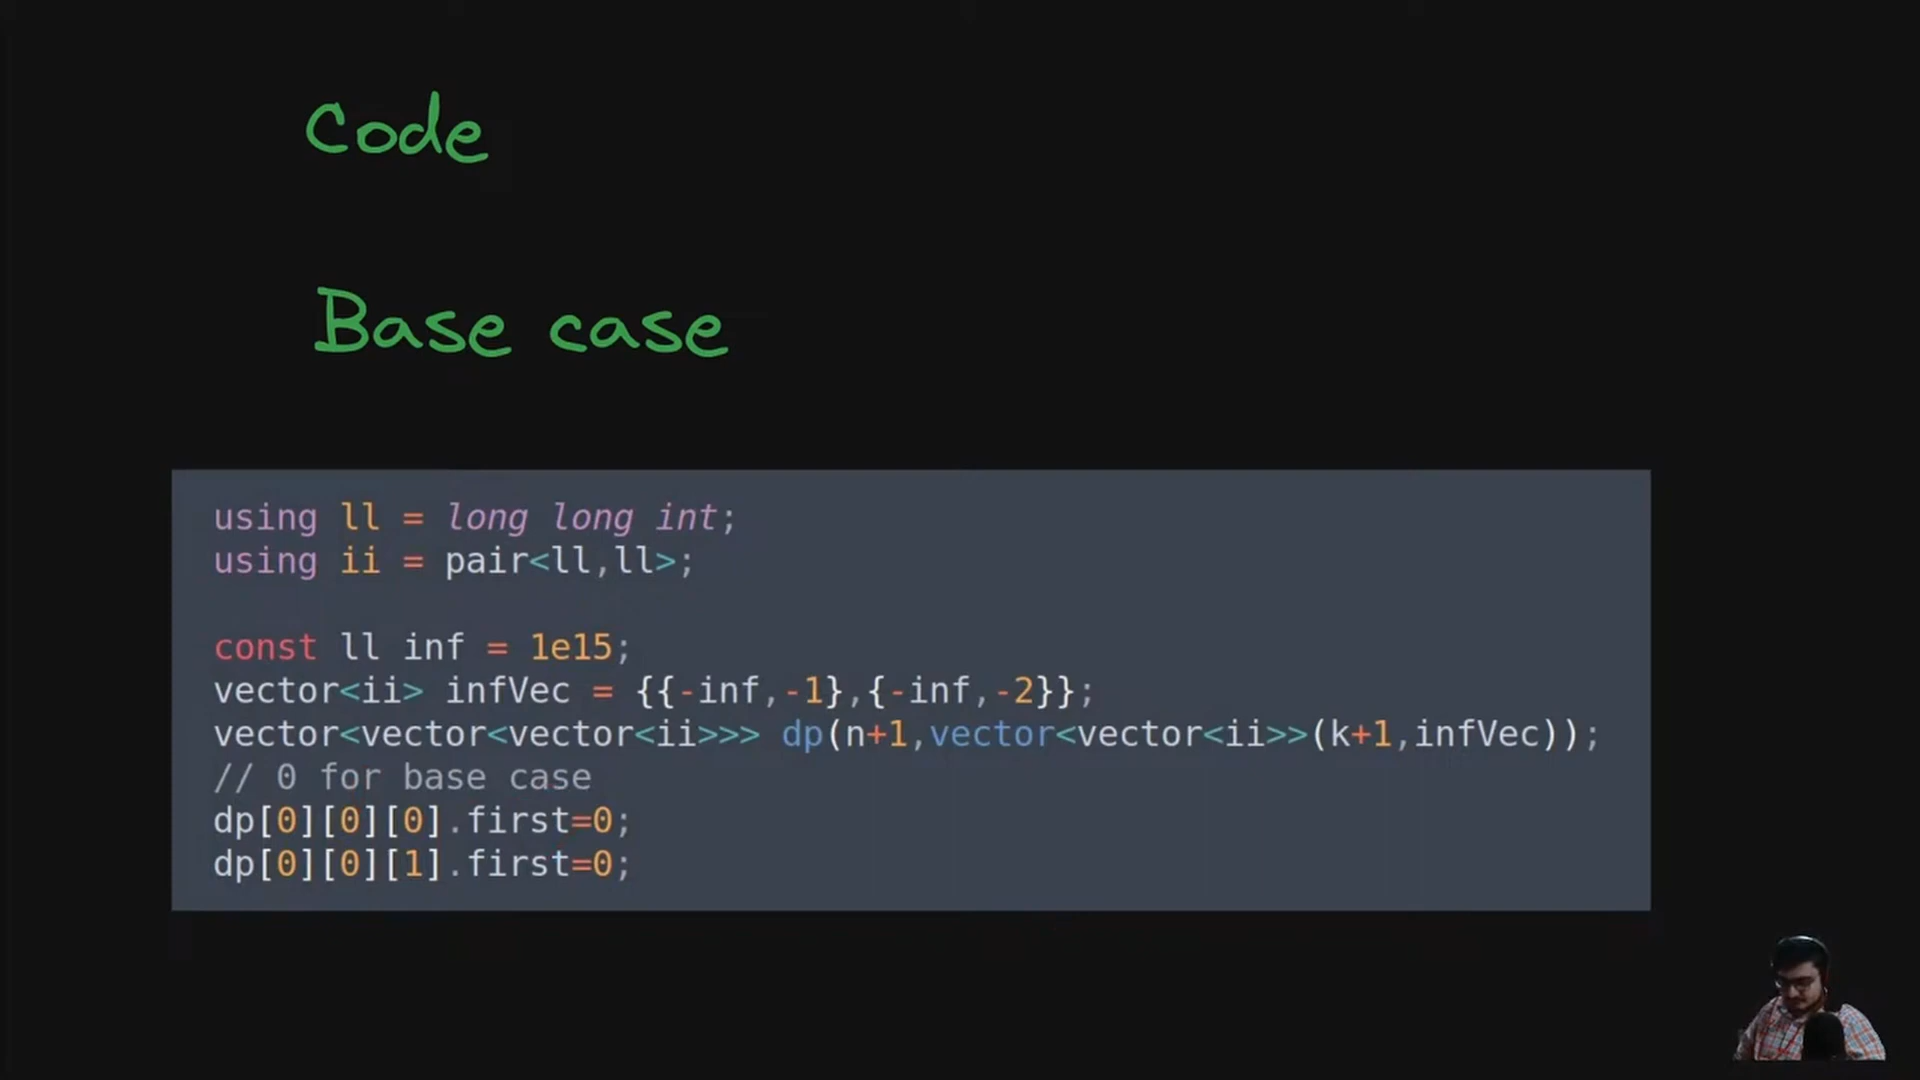 Code
Base case
using ll = long long int;
using ii = pair<ll,ll>;
const ll inf = 1e15;
vector<ii> infVec = {{-inf,-1},{-inf,-2}};
vector<vector<vector<ii>>> dp(n+1,vector<vector<ii>>(k+1,infVec));
// 0 for base case
dp[0][0][0].first=0;
dp[0][0][1].first=0;